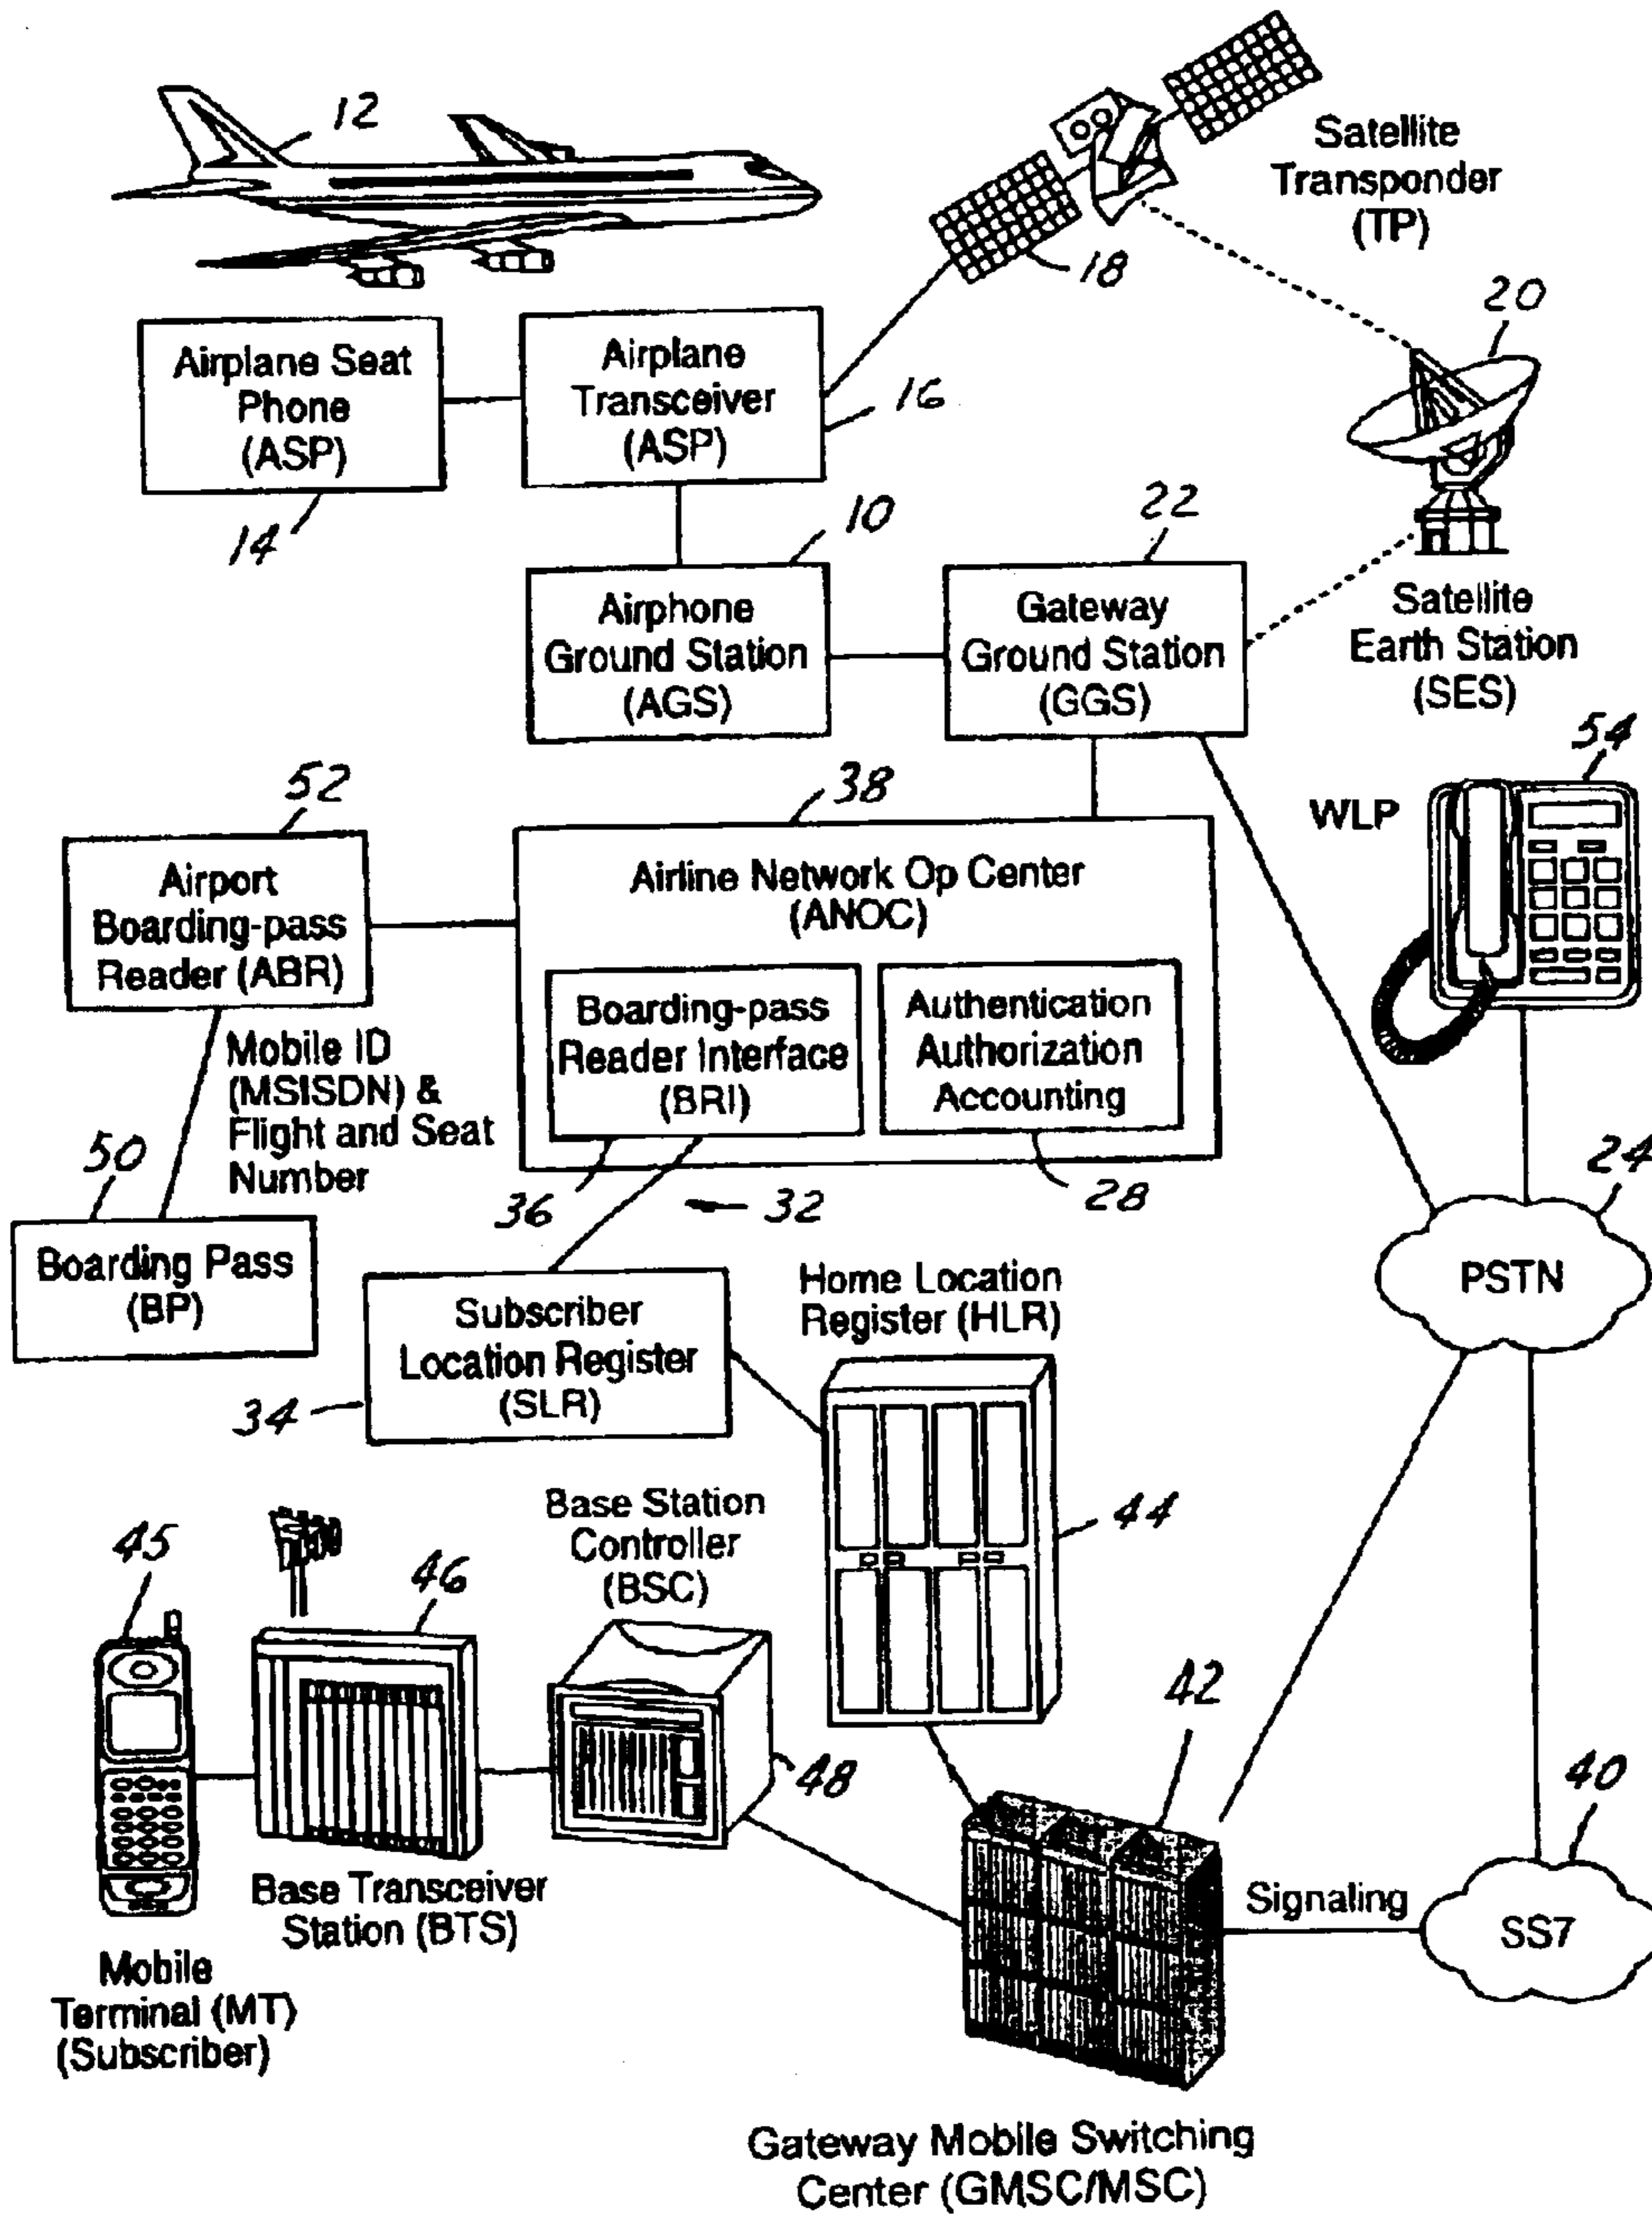 12
Satellite
Transponder
(TP)
18
20
Airplane Seat
Phone
(ASP)
14
Airplane
Transceiver
(ASP)
16
10
22
Airphone
Ground Station
(AGS)
Gateway
Ground Station
(GGS)
Satellite
Earth Station
(SES)
54
WLP
52
38
Airport
Boarding-pass
Reader (ABR)
Airline Network Op Center
(ANOC)
Boarding-pass
Reader Interface
(BRI)
Authentication
Authorization
Accounting
Mobile ID
(MSISDN) &
Flight and Seat
Number
50
36
32
28
24
Boarding Pass
(BP)
PSTN
Subscriber
Location Register
(SLR)
34
Home Location
Register (HLR)
44
45
46
Base Station
Controller
(BSC)
48
42
40
Base Transceiver
Station (BTS)
Signaling
SS7
Mobile
Terminal (MT)
(Subscriber)
Gateway Mobile Switching
Center (GMSC/MSC)